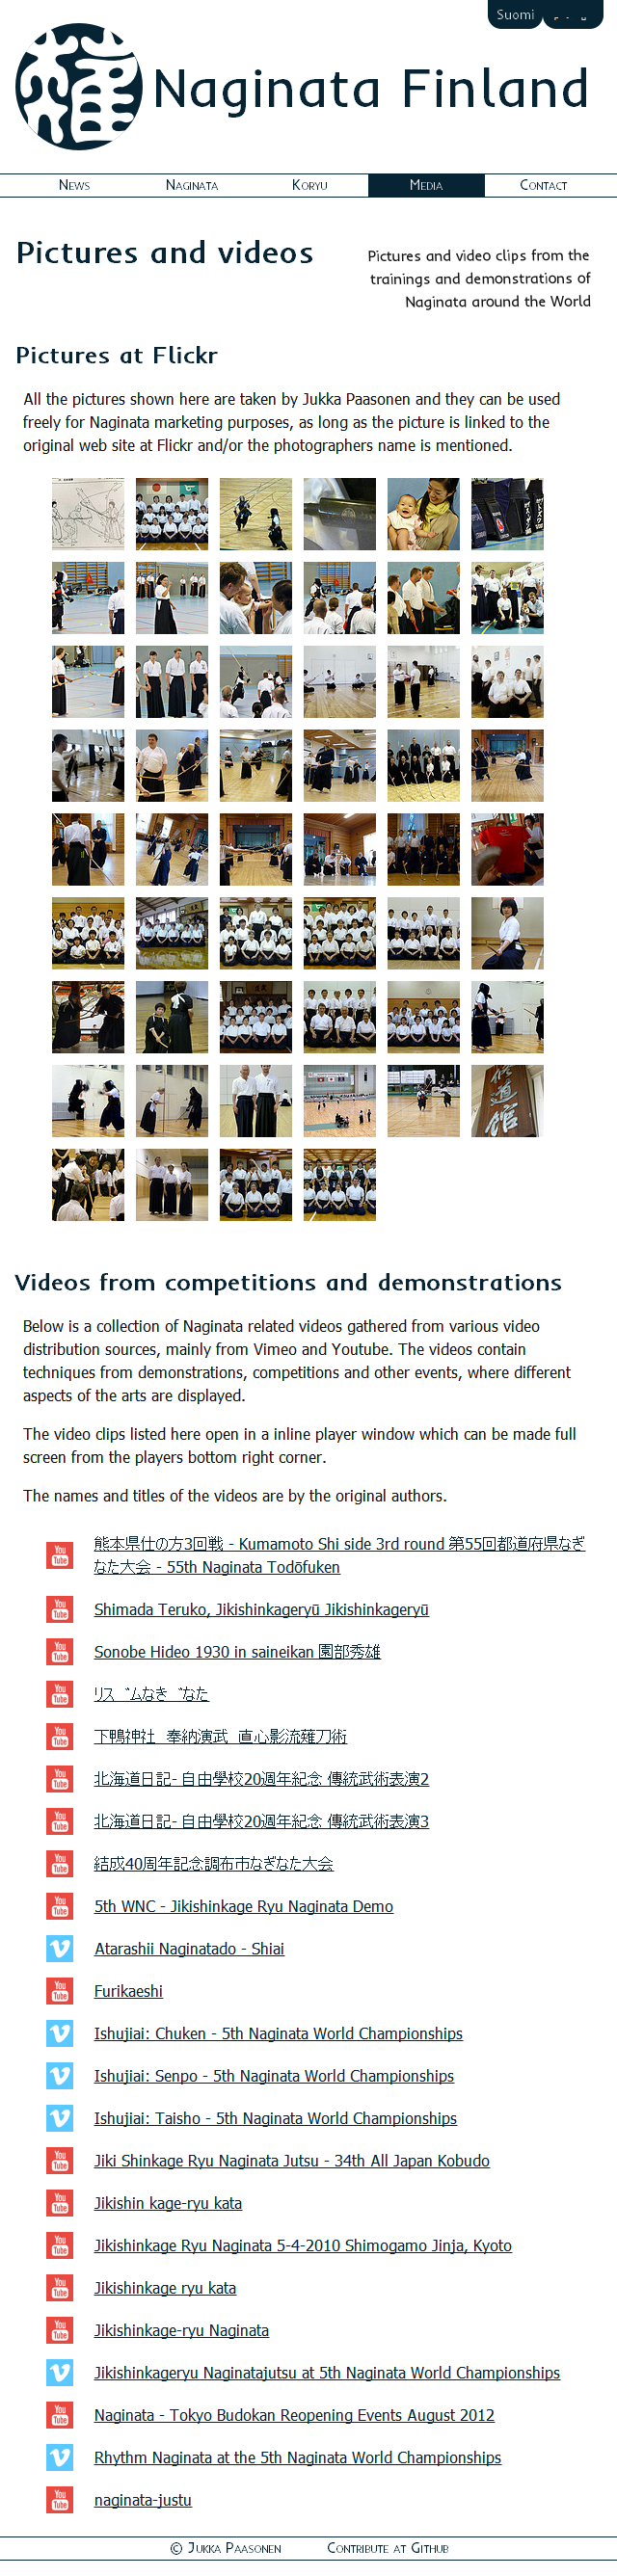 Suomi
薙
Naginata Finland
News Naginata Koryu Media Contact
Pictures and videos
Pictures and video clips from the
trainings and demonstrations of
Naginata around the World
Pictures at Flickr
All the pictures shown here are taken by Jukka Paasonen and they can be used
freely for Naginata marketing purposes, as long as the picture is linked to the
original web site at Flickr and/or the photographers name is mentioned.
Videos from competitions and demonstrations
Below is a collection of Naginata related videos gathered from various video
distribution sources, mainly from Vimeo and Youtube. The videos contain
techniques from demonstrations, competitions and other events, where different
aspects of the arts are displayed.
The video clips listed here open in a inline player window which can be made full
screen from the players bottom right corner.
The names and titles of the videos are by the original authors.
熊本県仕の方3回戦 - Kumamoto Shi side 3rd round 第55回都道府県なぎ
なた大会 - 55th Naginata Todōfuken
Shimada Teruko, Jikishinkageryū Jikishinkageryū
Sonobe Hideo 1930 in saineikan 園部秀雄
リズムなぎなた
下鴨神社　奉納演武　直心影流薙刀術
北海道日記- 自由學校20週年紀念 傳統武術表演2
北海道日記- 自由學校20週年紀念 傳統武術表演3
結成40周年記念調布市なぎなた大会
5th WNC - Jikishinkage Ryu Naginata Demo
Atarashii Naginatado - Shiai
Furikaeshi
Ishujiai: Chuken - 5th Naginata World Championships
Ishujiai: Senpo - 5th Naginata World Championships
Ishujiai: Taisho - 5th Naginata World Championships
Jiki Shinkage Ryu Naginata Jutsu - 34th All Japan Kobudo
Jikishin kage-ryu kata
Jikishinkage Ryu Naginata 5-4-2010 Shimogamo Jinja, Kyoto
Jikishinkage ryu kata
Jikishinkage-ryu Naginata
Jikishinkageryu Naginatajutsu at 5th Naginata World Championships
Naginata - Tokyo Budokan Reopening Events August 2012
Rhythm Naginata at the 5th Naginata World Championships
naginata-justu
© Jukka Paasonen Contribute at Github